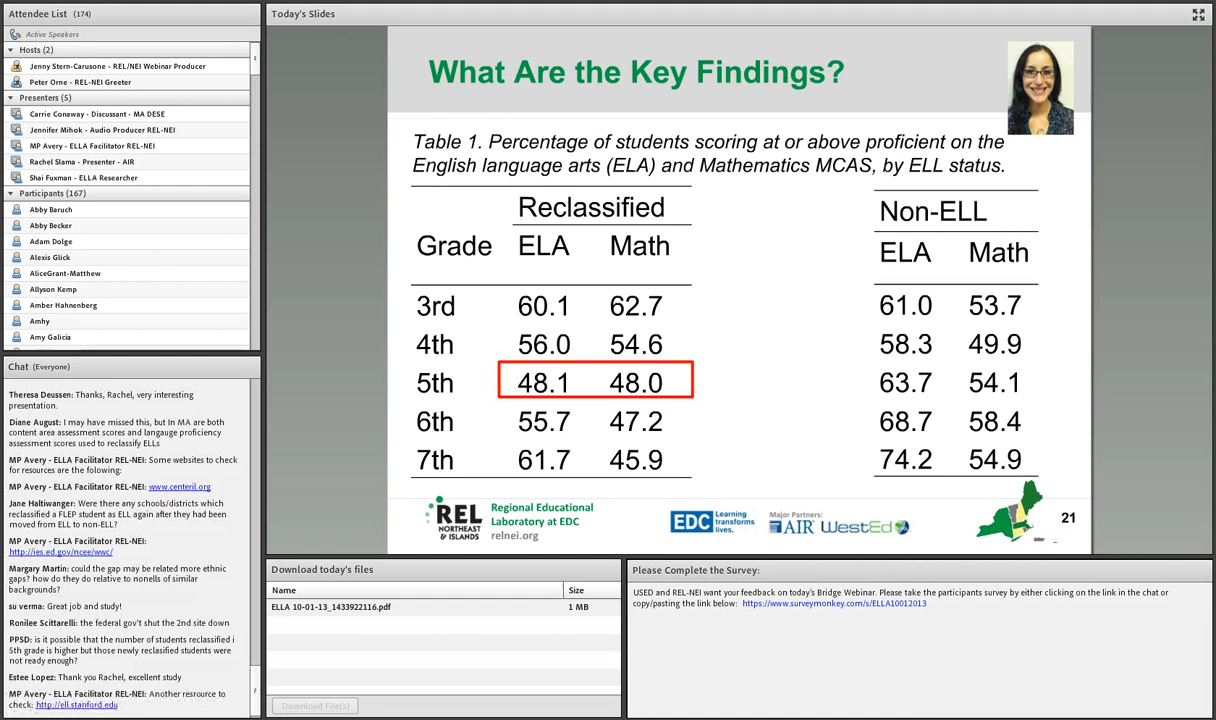 Attendee List (174)
Active Speakers
Hosts (2)
Jenny Stern-Carusone - REL/NEI Webinar Producer
Peter Orne - REL-NEI Greeter
Presenters (5)
Carrie Conaway - Discussant - MA DESE
Jennifer Mihok - Audio Producer REL-NEI
MP Avery - ELLA Facilitator REL-NEI
Rachel Slama - Presenter - AIR
Shai Fuxman - ELLA Researcher
Participants (167)
Abby Baruch
Abby Becker
Adam Dolge
Alexis Glick
AliceGrant-Matthew
Allyson Kemp
Amber Hahnenberg
Amhy
Amy Galicia
Chat (Everyone)
Theresa Deussen: Thanks, Rachel, very interesting
presentation.
Diane August: I may have missed this, but in MA are both
content area assessment scores and langauge proficiency
assessment scores used to reclassify ELLs
MP Avery - ELLA Facilitator REL-NEI: Some websites to check
for resources are the folowing:
MP Avery - ELLA Facilitator REL-NEI: www.centeril.org
Jane Haltiwanger: Were there any schools/districts which
reclassified a FLEP student as ELL again after they had been
moved from ELL to non-ELL?
MP Avery - ELLA Facilitator REL-NEI:
http://ies.ed.gov/ncee/wwc/
Margary Martin: could the gap may be related more ethnic
gaps? how do they do relative to nonells of similar
backgrounds?
su verma: Great job and study!
Ronilee Scittarelli: the federal gov't shut the 2nd site down
PPSD: is it possible that the number of students reclassified i
5th grade is higher but those newly reclasified students were
not ready enough?
Estee Lopez: Thank you Rachel, excellent study
MP Avery - ELLA Facilitator REL-NEI: Another resrource to
check: http://ell.stanford.edu
Today's Slides
What Are the Key Findings?
Table 1. Percentage of students scoring at or above proficient on the
English language arts (ELA) and Mathematics MCAS, by ELL status.
Reclassified Non-ELL
Grade ELA Math ELA Math
3rd 60.1 62.7 61.0 53.7
4th 56.0 54.6 58.3 49.9
5th 48.1 48.0 63.7 54.1
6th 55.7 47.2 68.7 58.4
7th 61.7 45.9 74.2 54.9
REL
NORTHEAST
& ISLANDS
Regional Educational
Laboratory at EDC
relnei.org
EDC Learning
transforms
lives.
Major Partners:
AIR WestEd
21
Download today's files
Name Size
ELLA 10-01-13_1433922116.pdf 1 MB
Download File(s)
Please Complete the Survey:
USED and REL-NEI want your feedback on today's Bridge Webinar. Please take the participants survey by either clicking on the link in the chat or
copy/pasting the link below: https://www.surveymonkey.com/s/ELLA10012013